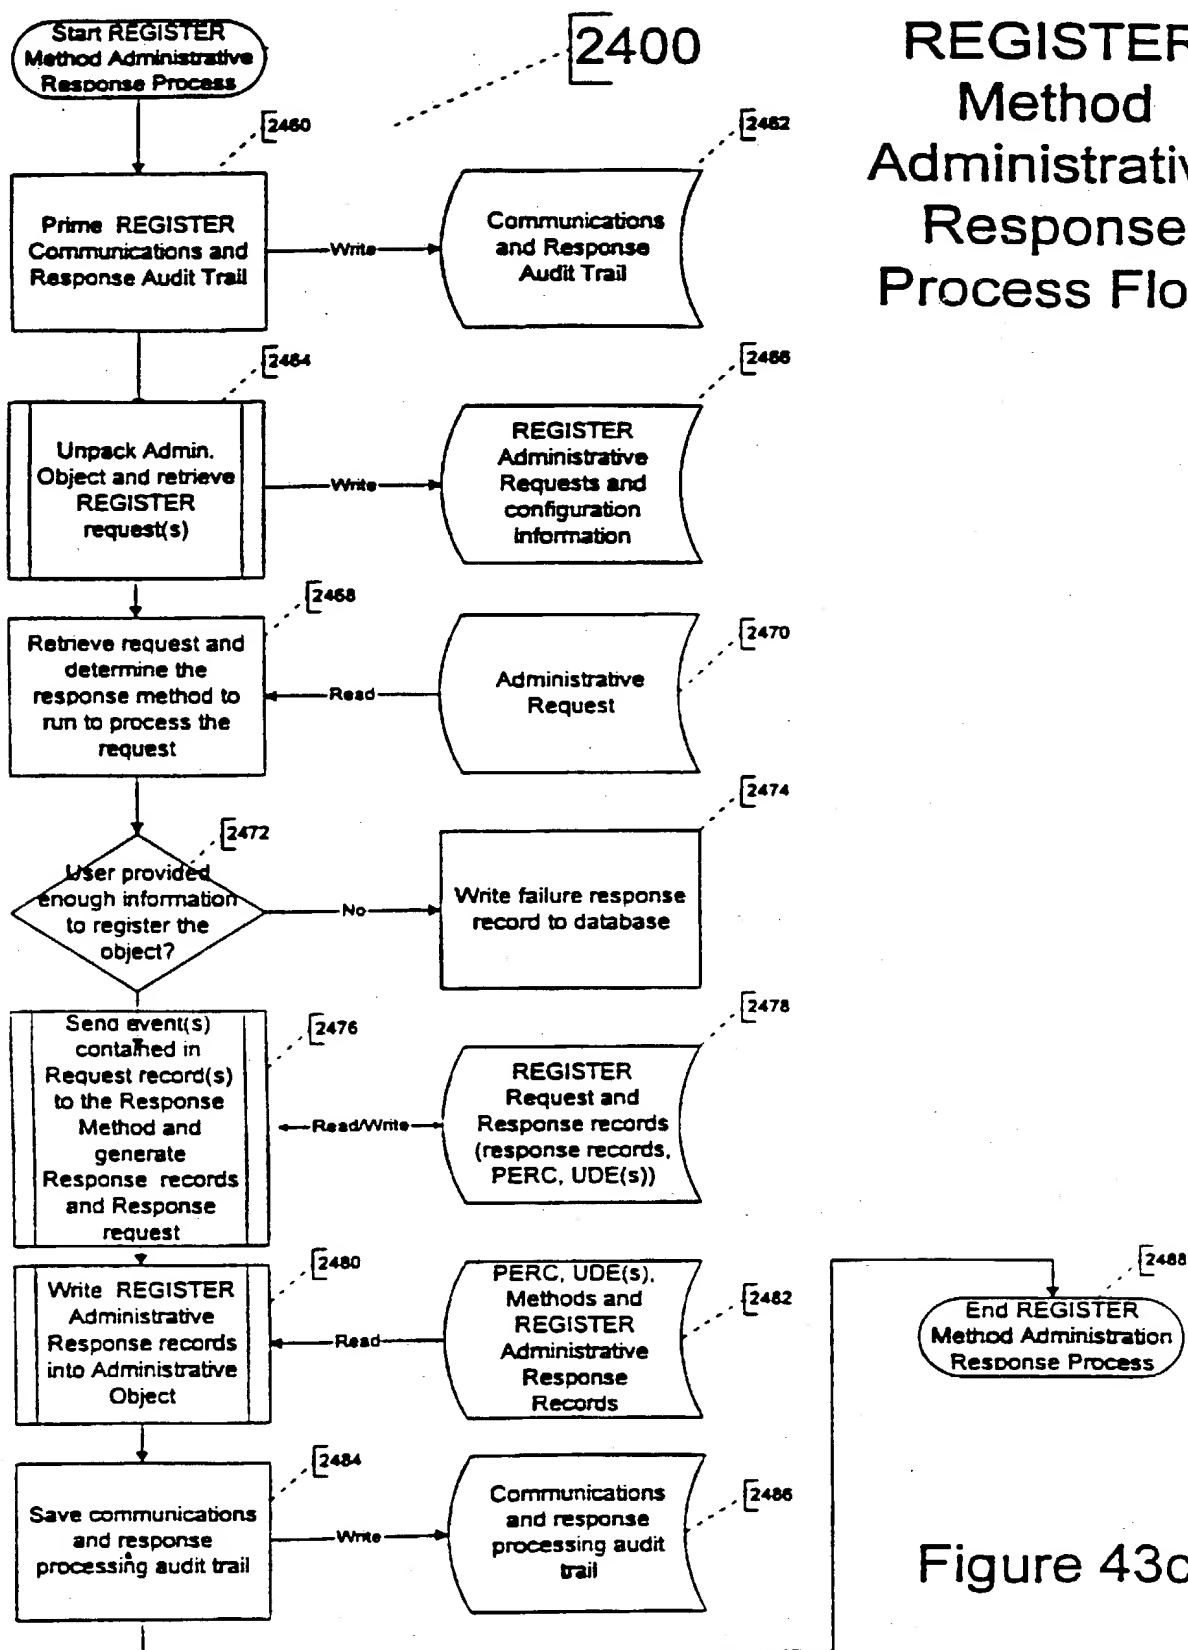 Start REGISTER
Method Administrative
Response Process
2400
REGISTER
Method
Administrativ
Response
Process Flo
2460
Prime REGISTER
Communications and
Response Audit Trail
Write
2462
Communications
and Response
Audit Trail
2464
Unpack Admin.
Object and retrieve
REGISTER
request(s)
Write
2466
REGISTER
Administrative
Requests and
configuration
information
2468
Retrieve request and
determine the
response method to
run to process the
request
Read
2470
Administrative
Request
2472
User provided
enough information
to register the
object?
No
2474
Write failure response
record to database
2476
Send event(s)
contained in
Request record(s)
to the Response
Method and
generate
Response records
and Response
request
Read/Write
2478
REGISTER
Request and
Response records
(response records,
PERC, UDE(s))
2480
Write REGISTER
Administrative
Response records
into Administrative
Object
Read
2482
PERC, UDE(s),
Methods and
REGISTER
Administrative
Response
Records
2484
Save communications
and response
processing audit trail
Write
2486
Communications
and response
processing audit
trail
2488
End REGISTER
Method Administration
Response Process
Figure 43c